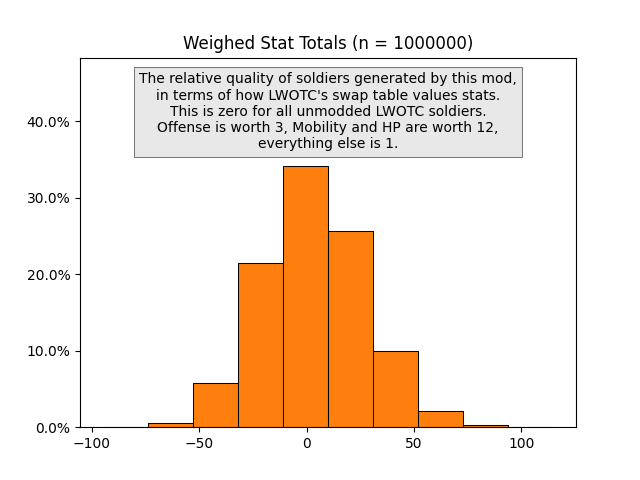 Weighed Stat Totals (n = 1000000)
The relative quality of soldiers generated by this mod,
in terms of how LWOTC's swap table values stats.
This is zero for all unmodded LWOTC soldiers.
Offense is worth 3, Mobility and HP are worth 12,
everything else is 1.
40.0%
30.0%
20.0%
10.0%
0.0%
−100 −50 0 50 100